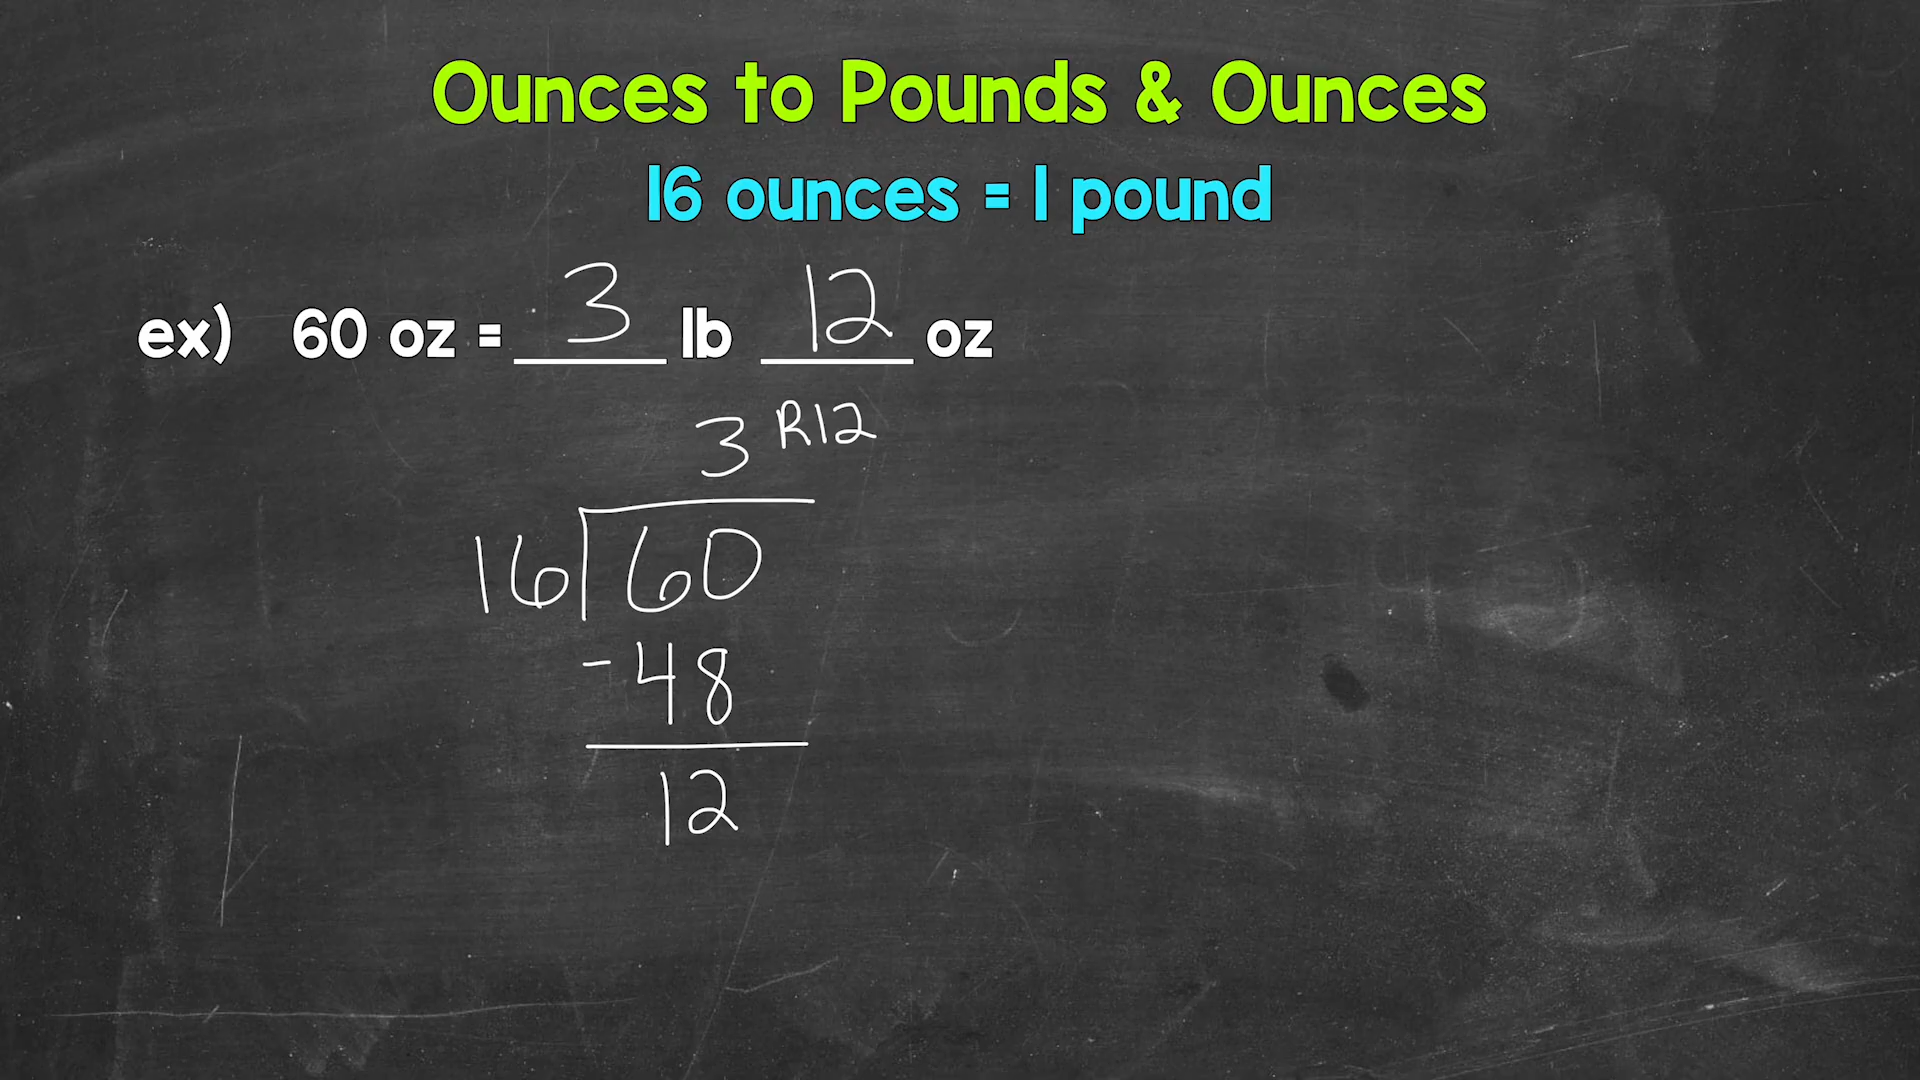 Ounces to Pounds & Ounces
16 ounces = 1 pound
ex) 60 oz = 3 lb 12 oz
3 R12
16 60
- 48
12